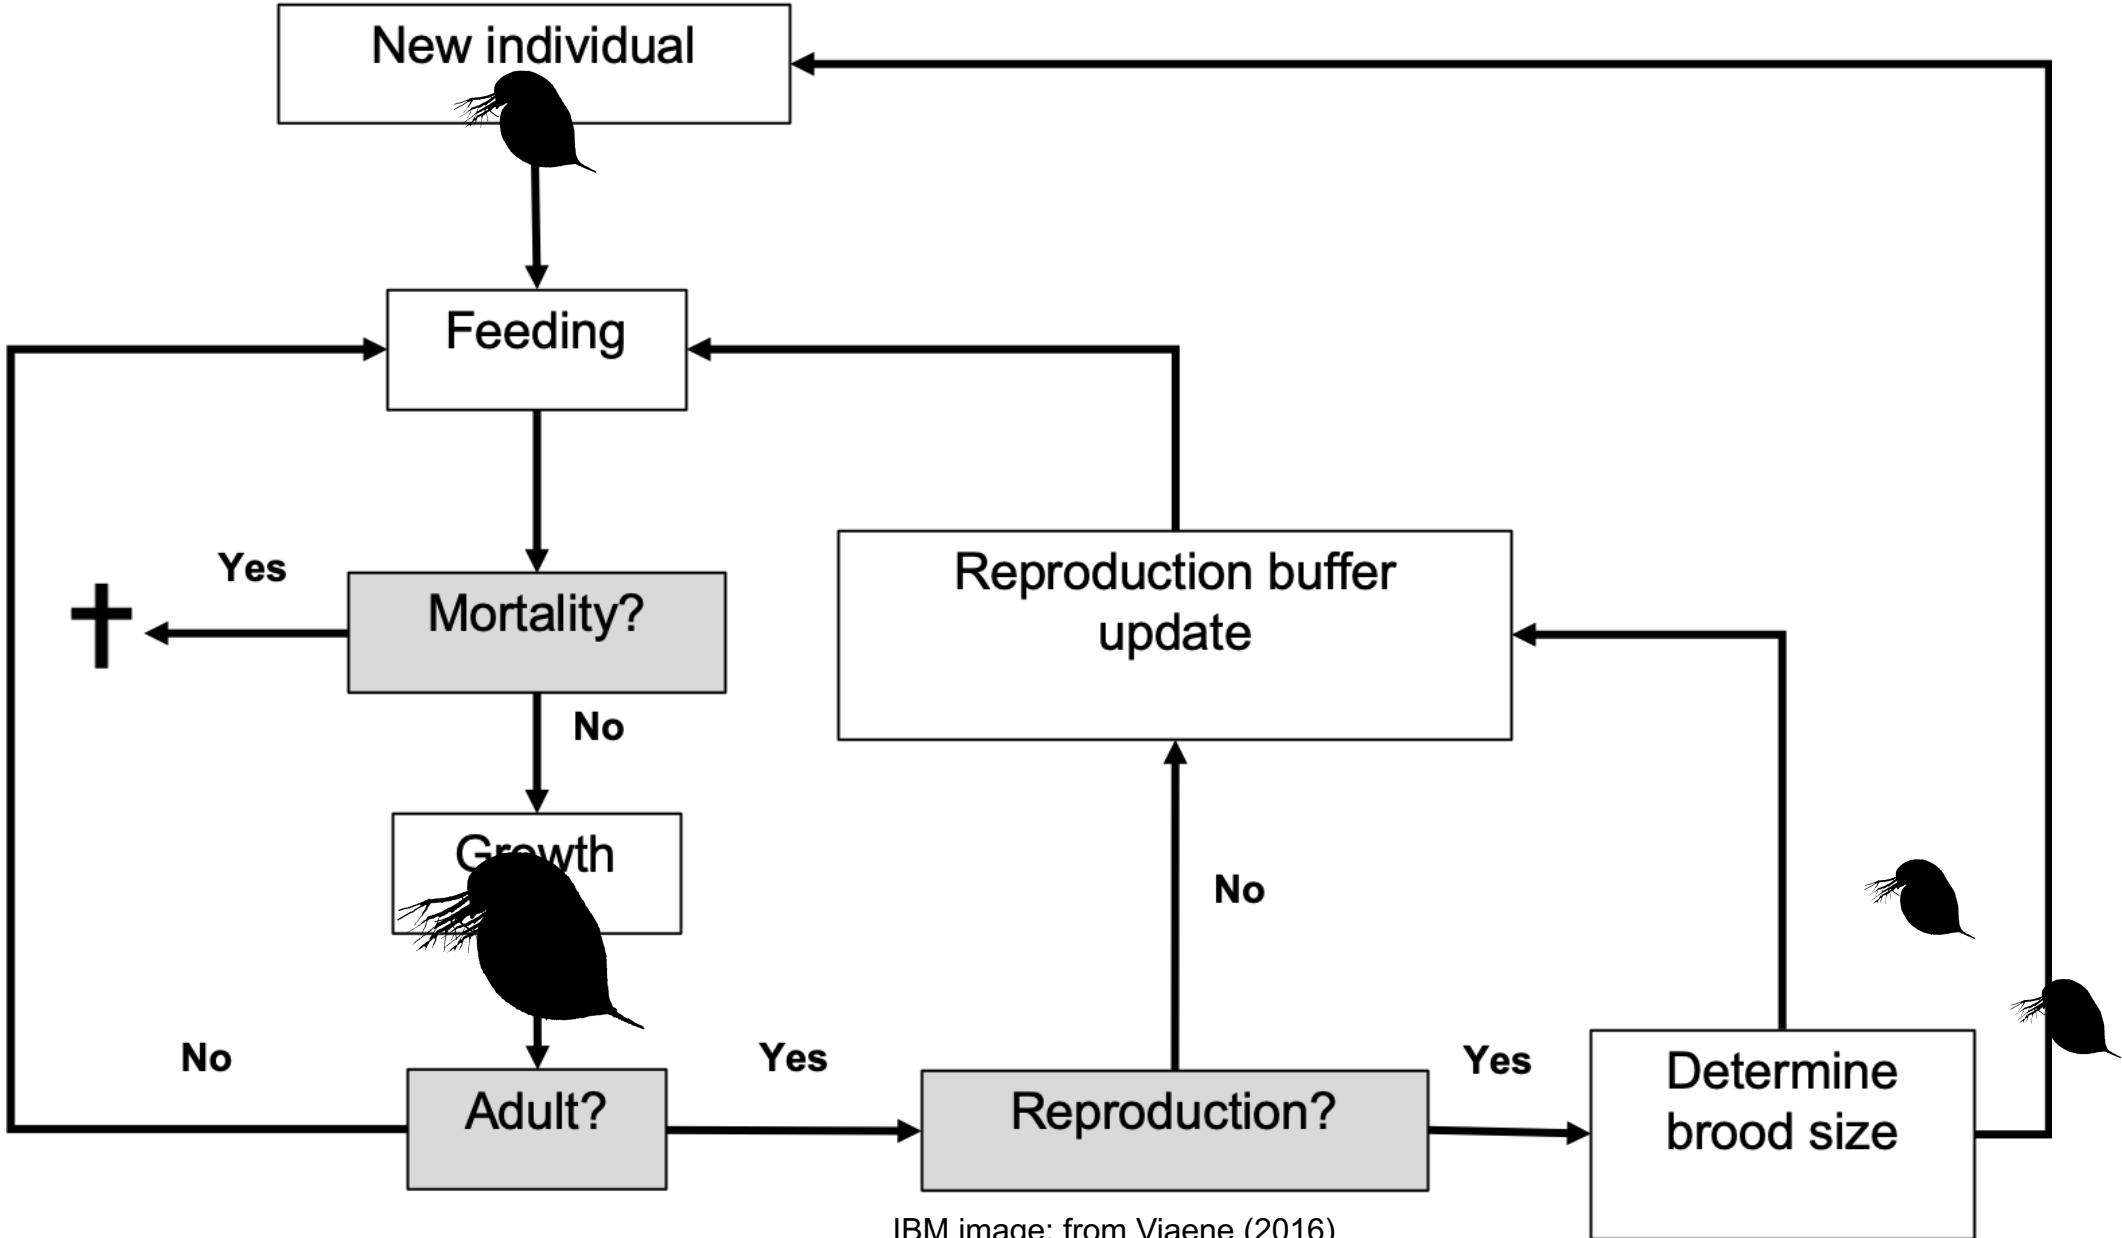 New individual
Feeding
Yes
Mortality?
No
Growth
No
Adult?
Yes
Reproduction buffer
update
No
Reproduction?
Yes
Determine
brood size
IBM image: from Viaene (2016)